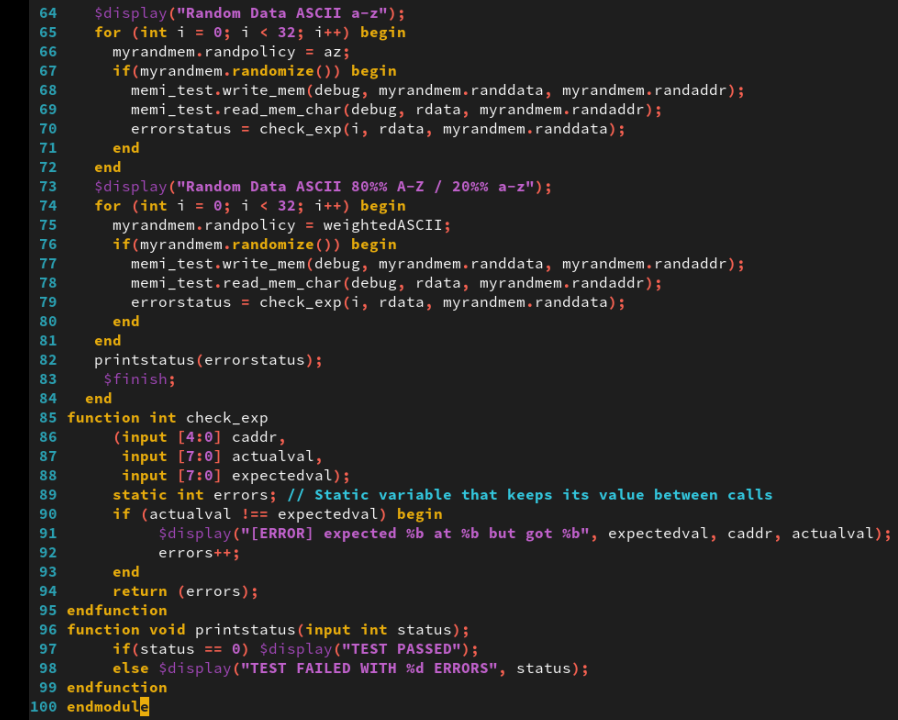 64    $display("Random Data ASCII a-z");
65    for (int i = 0; i < 32; i++) begin
66      myrandmem.randpolicy = az;
67      if(myrandmem.randomize()) begin
68        memi_test.write_mem(debug, myrandmem.randdata, myrandmem.randaddr);
69        memi_test.read_mem_char(debug, rdata, myrandmem.randaddr);
70        errorstatus = check_exp(i, rdata, myrandmem.randdata);
71      end
72    end
73    $display("Random Data ASCII 80%% A-Z / 20%% a-z");
74    for (int i = 0; i < 32; i++) begin
75      myrandmem.randpolicy = weightedASCII;
76      if(myrandmem.randomize()) begin
77        memi_test.write_mem(debug, myrandmem.randdata, myrandmem.randaddr);
78        memi_test.read_mem_char(debug, rdata, myrandmem.randaddr);
79        errorstatus = check_exp(i, rdata, myrandmem.randdata);
80      end
81    end
82    printstatus(errorstatus);
83     $finish;
84   end
85 function int check_exp
86      (input [4:0] caddr,
87       input [7:0] actualval,
88       input [7:0] expectedval);
89      static int errors; // Static variable that keeps its value between calls
90      if (actualval !== expectedval) begin
91           $display("[ERROR] expected %b at %b but got %b", expectedval, caddr, actualval);
92           errors++;
93      end
94      return (errors);
95 endfunction
96 function void printstatus(input int status);
97      if(status == 0) $display("TEST PASSED");
98      else $display("TEST FAILED WITH %d ERRORS", status);
99 endfunction
100 endmodule